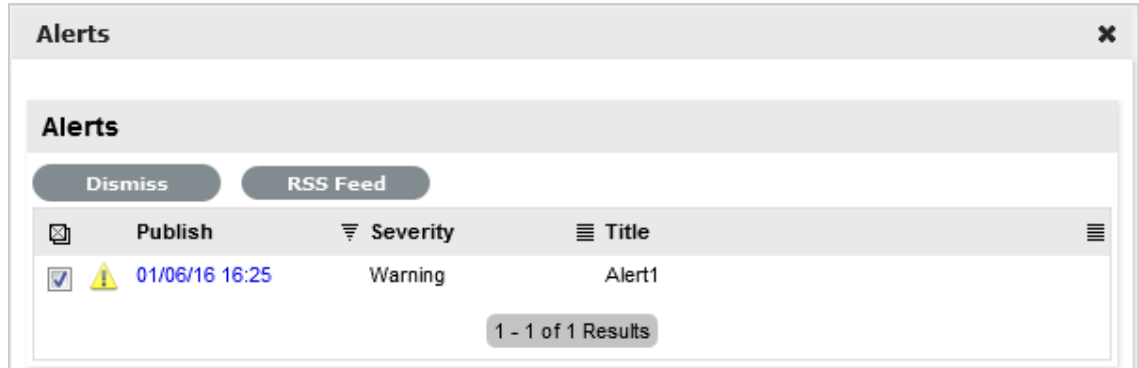 Alerts
Alerts
Dismiss RSS Feed
Publish Severity Title
01/06/16 16:25 Warning Alert1
1 - 1 of 1 Results